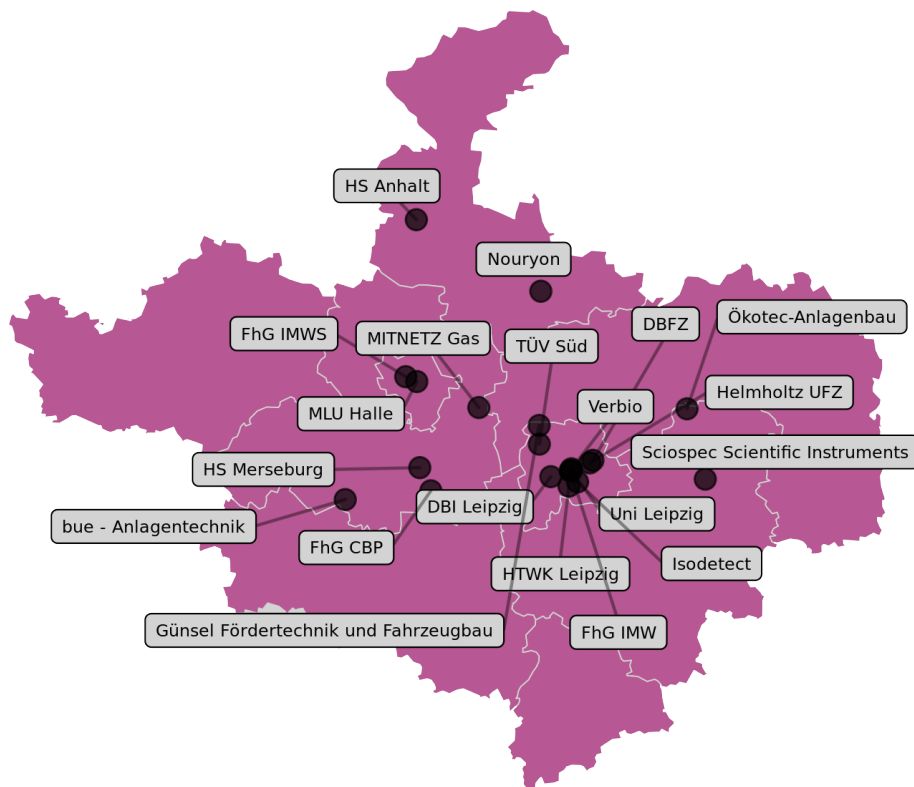 HS Anhalt
Nouryon
Ökotec-Anlagenbau
DBFZ
FhG IMWS
MITNETZ Gas
TÜV Süd
Helmholtz UFZ
Verbio
MLU Halle
Sciospec Scientific Instruments
HS Merseburg
DBI Leipzig
Uni Leipzig
bue - Anlagentechnik
FhG CBP
Isodetect
HTWK Leipzig
Günsel Fördertechnik und Fahrzeugbau
FhG IMW